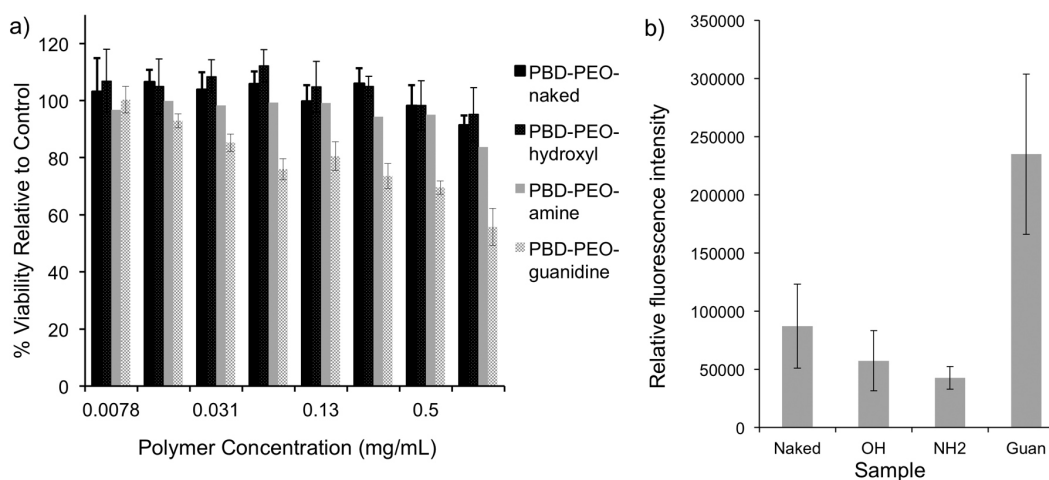 a)
% Viability Relative to Control
120
100
80
60
40
20
0
0.0078
0.031
0.13
0.5
Polymer Concentration (mg/mL)
PBD-PEO-
naked
PBD-PEO-
hydroxyl
PBD-PEO-
amine
PBD-PEO-
guanidine
b)
Relative fluorescence intensity
400000
350000
300000
250000
200000
150000
100000
50000
0
Naked
OH
NH2
Guan
Sample